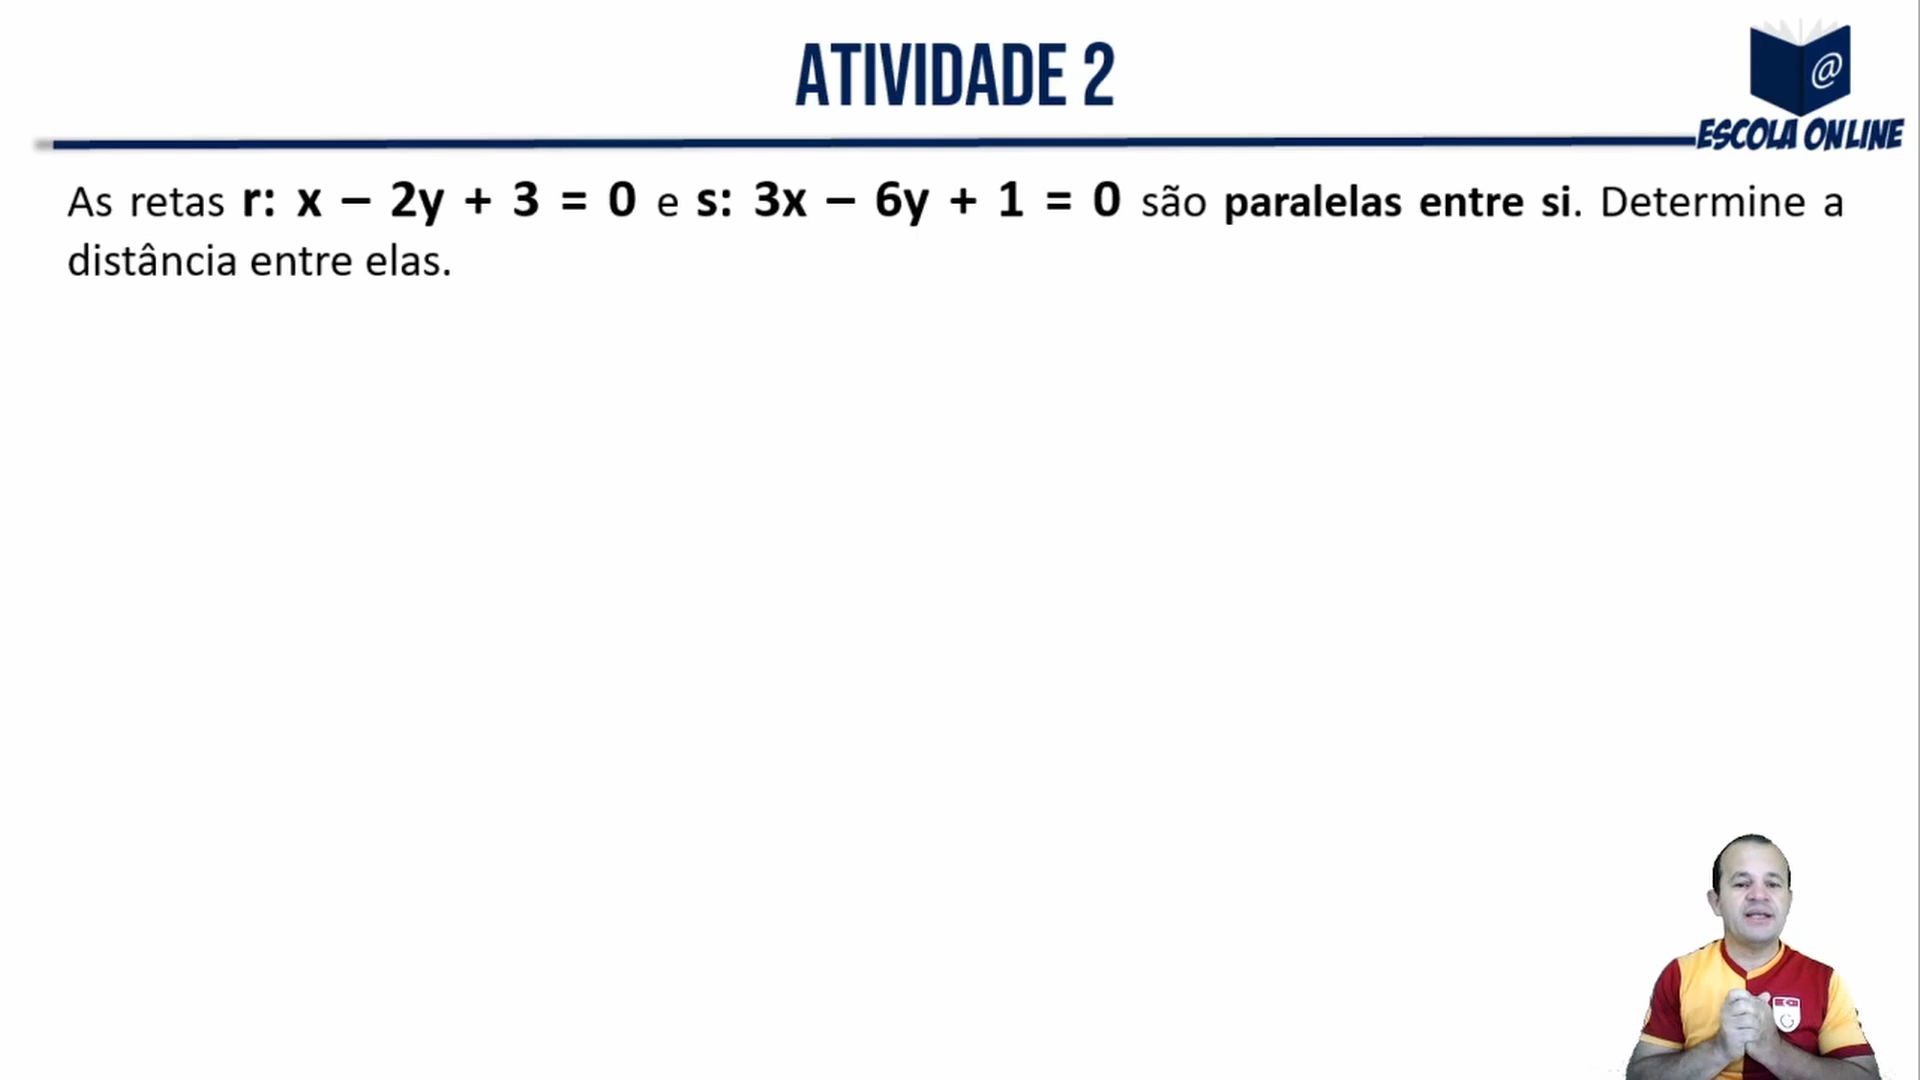 ATIVIDADE 2
@
ESCOLA ONLINE
As retas r: x – 2y + 3 = 0 e s: 3x – 6y + 1 = 0 são paralelas entre si. Determine a
distância entre elas.